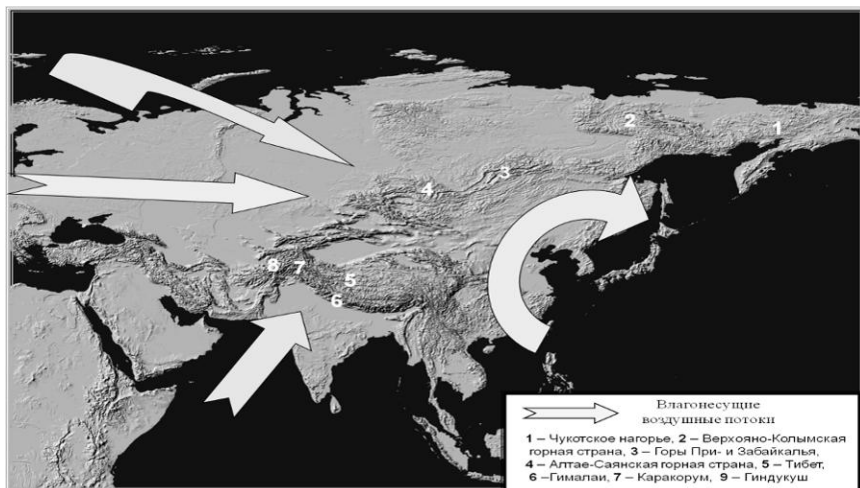 1
2
3
4
8
7
5
6
Влагонесущие
воздушные потоки
1 – Чукотское нагорье, 2 – Верхояно-Колымская
горная страна, 3 – Горы При- и Забайкалья,
4 – Алтае-Саянская горная страна, 5 – Тибет,
6 –Гималаи, 7 – Каракорум, 9 – Гиндукуш